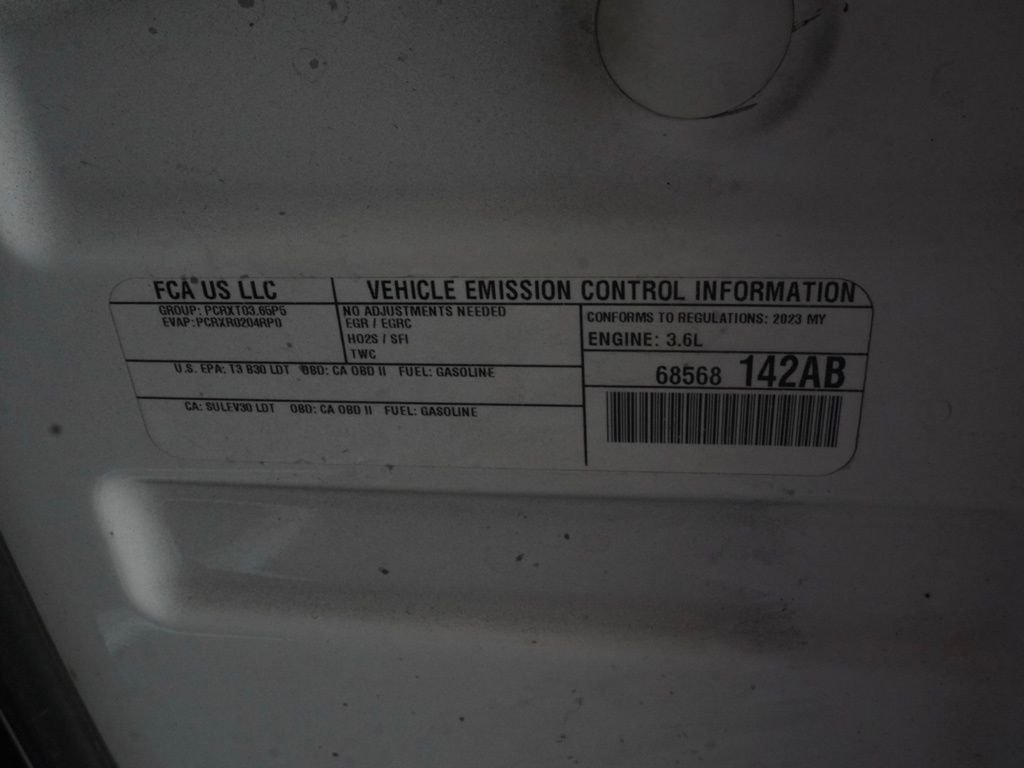 FCA US LLC
VEHICLE EMISSION CONTROL INFORMATION
GROUP: PCRXT03.65P5
EVAP: PCRXR0204RP0
NO ADJUSTMENTS NEEDED
EGR / EGRC
HO2S / SFI
TWC
CONFORMS TO REGULATIONS: 2023 MY
ENGINE: 3.6L
U.S. EPA: T3 B30 LDT OBD: CA OBD II FUEL: GASOLINE
68568 142AB
CA: SULEV30 LDT OBD: CA OBD II FUEL: GASOLINE